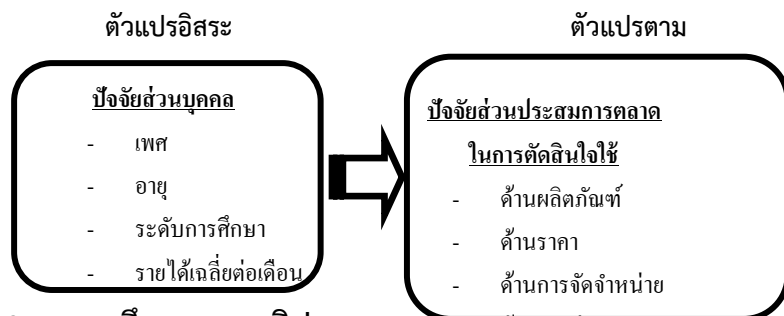 ตัวแปรอิสระ
ตัวแปรตาม
ปัจจัยส่วนบุคคล
- เพศ
- อายุ
- ระดับการศึกษา
- รายได้เฉลี่ยต่อเดือน
ปัจจัยส่วนประสมการตลาด
ในการตัดสินใจใช้
- ด้านผลิตภัณฑ์
- ด้านราคา
- ด้านการจัดจำหน่าย